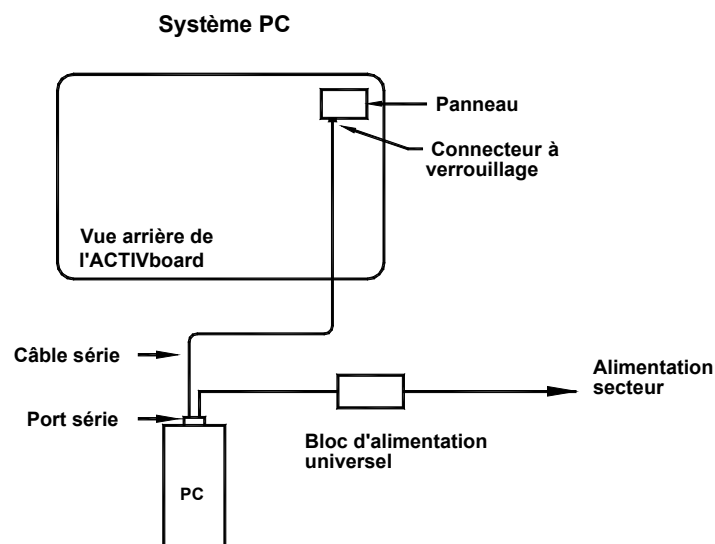 Système PC
Panneau
Connecteur à
verrouillage
Vue arrière de
l'ACTIVboard
Câble série
Alimentation
secteur
Port série
Bloc d'alimentation
universel
PC